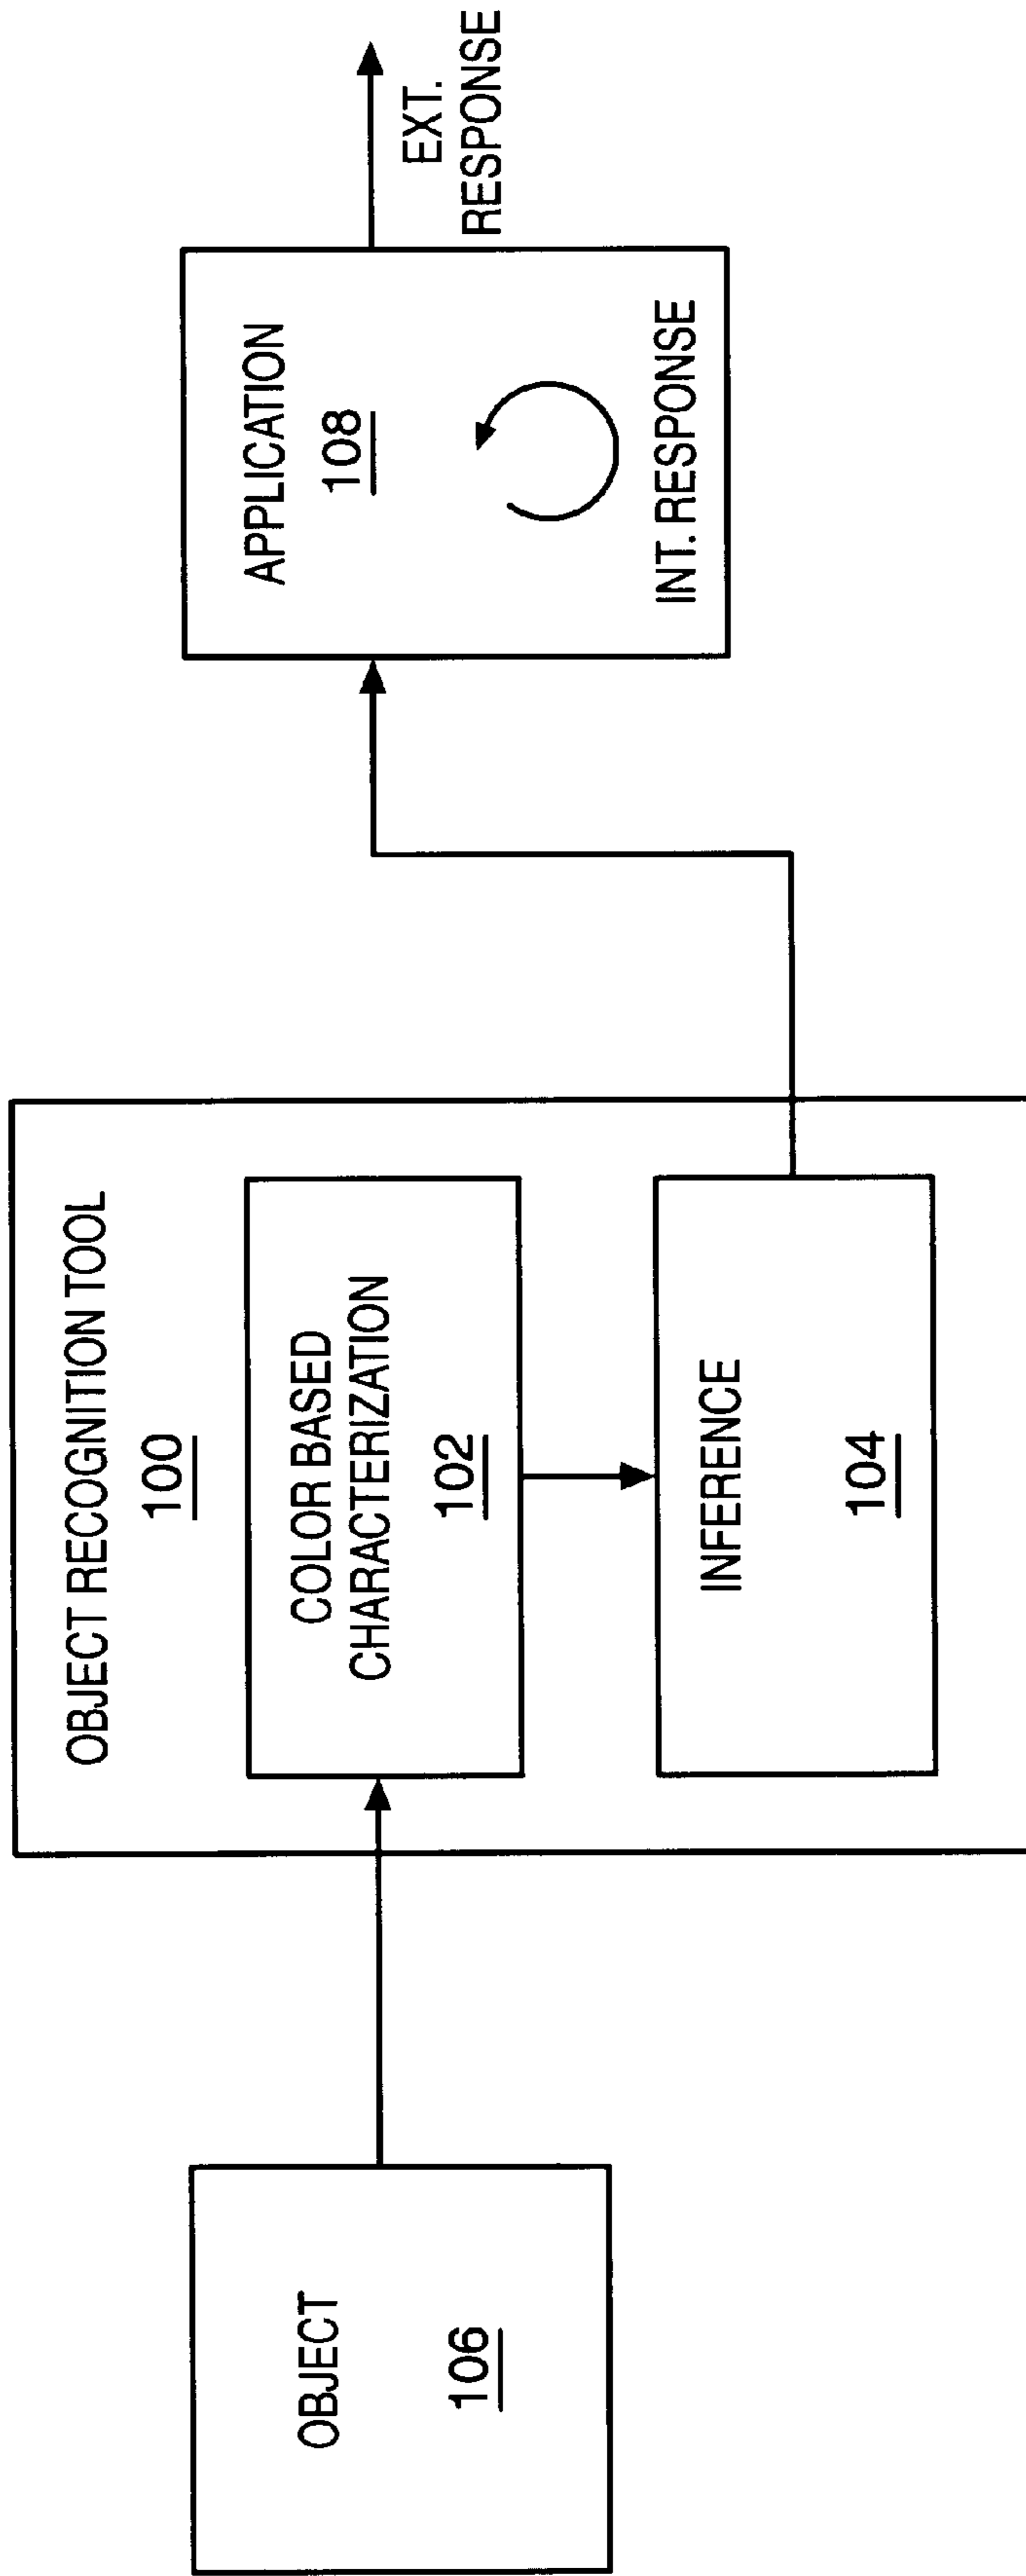 OBJECT
106
OBJECT RECOGNITION TOOL
100
COLOR BASED
CHARACTERIZATION
102
INFERENCE
104
APPLICATION
108
INT. RESPONSE
EXT.
RESPONSE